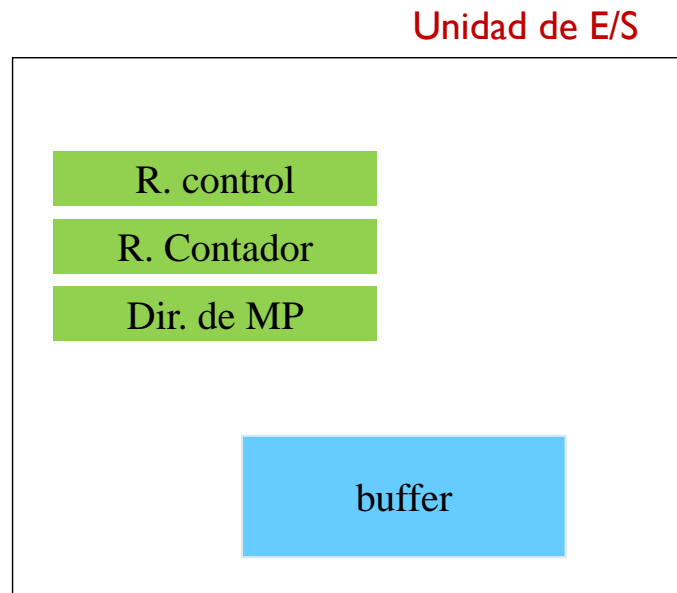 Unidad de E/S
R. control
R. Contador
Dir. de MP
buffer